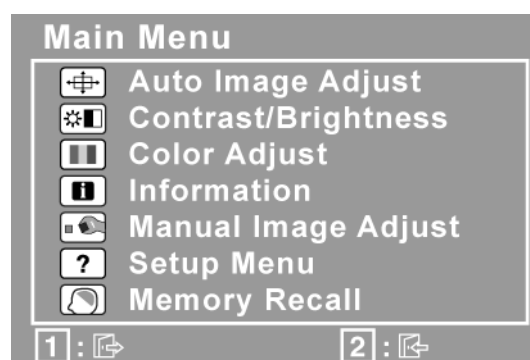 Main Menu
Auto Image Adjust
Contrast/Brightness
Color Adjust
i Information
Manual Image Adjust
? Setup Menu
Memory Recall
1 : 2 :